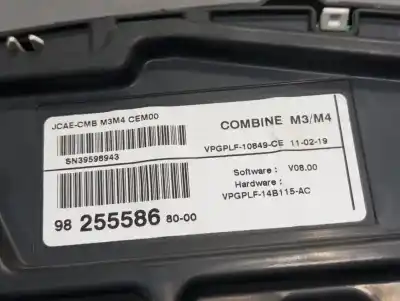 JCAE-CMB M3M4 CEM00
COMBINE M3/M4
SN39598943
VPGPLF-10849-CE 11-02-19
Software : V08.00
Hardware :
VPGPLF-14B115-AC
98 255586 80-00